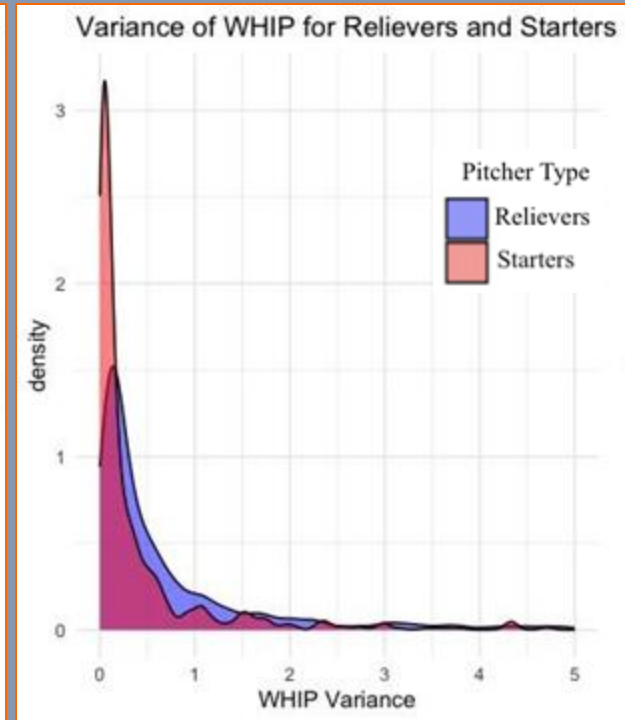 Variance of WHIP for Relievers and Starters
3
2
1
0
density
Pitcher Type
Relievers
Starters
0 1 2 3 4 5
WHIP Variance